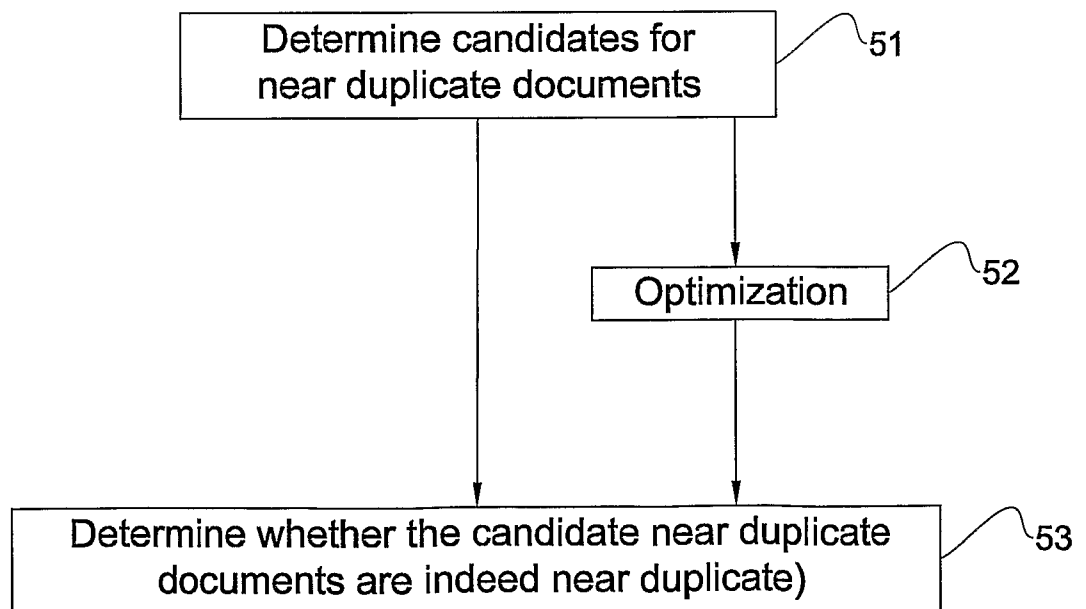 Determine candidates for
near duplicate documents
51
Optimization
52
Determine whether the candidate near duplicate
documents are indeed near duplicate)
53